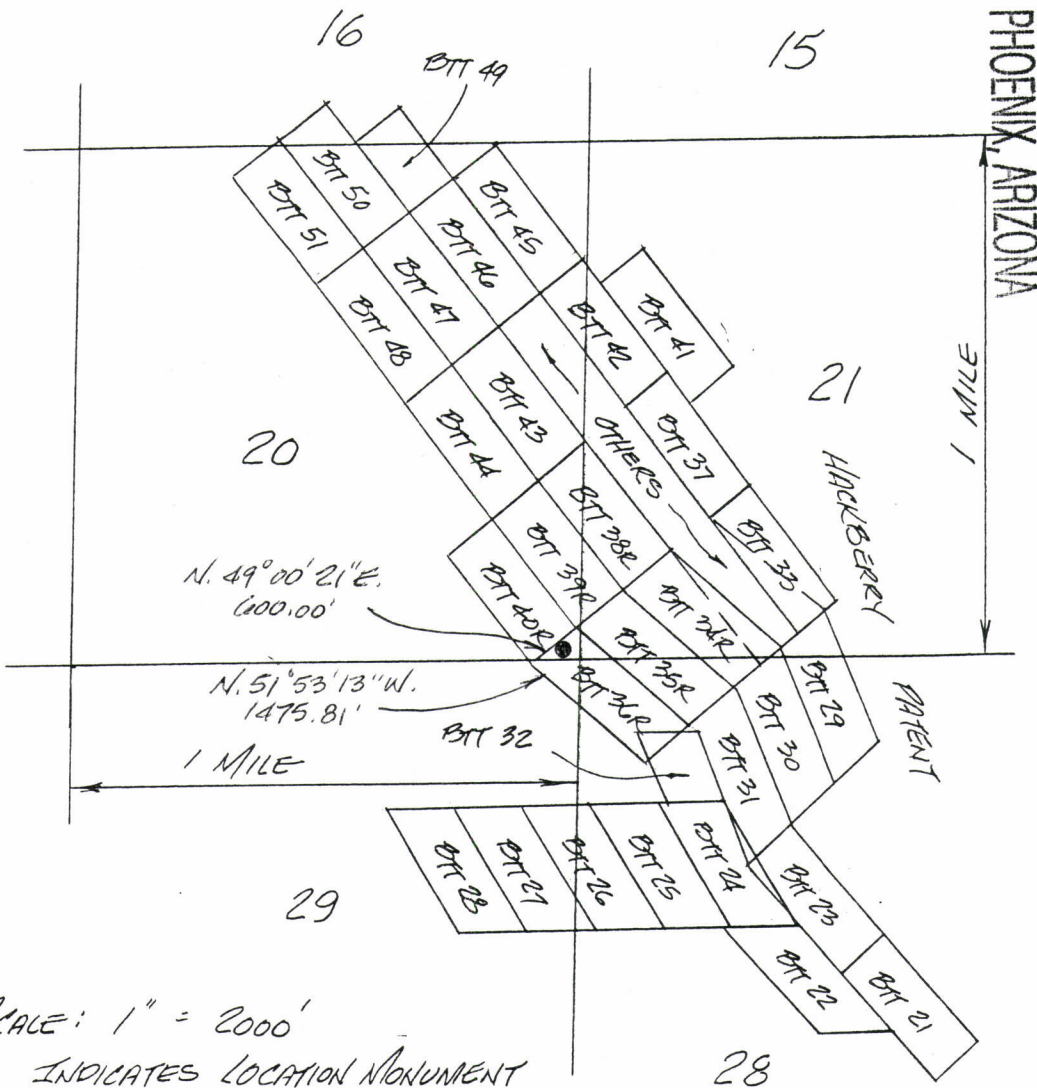 16
15
PHOENIX, ARIZONA
BTT 49
BTT 50
BTT 51
BTT 45
BTT 46
BTT 47
BTT 48
BTT 41
BTT 42
BTT 43
BTT 44
1 MILE
21
20
OTHERS
BTT 37
HACKBERRY
BTT 33
BTT 38R
BTT 39R
BTT 40R
N. 49°00'21"E.
600.00'
BTT 34R
BTT 35R
BTT 36R
N. 51°53'13"W.
1475.81'
BTT 29
PATENT
BTT 32
BTT 30
BTT 31
1 MILE
BTT 28
BTT 27
BTT 26
BTT 25
BTT 24
BTT 23
29
BTT 22
BTT 21
SCALE: 1" = 2000'
INDICATES LOCATION MONUMENT
28